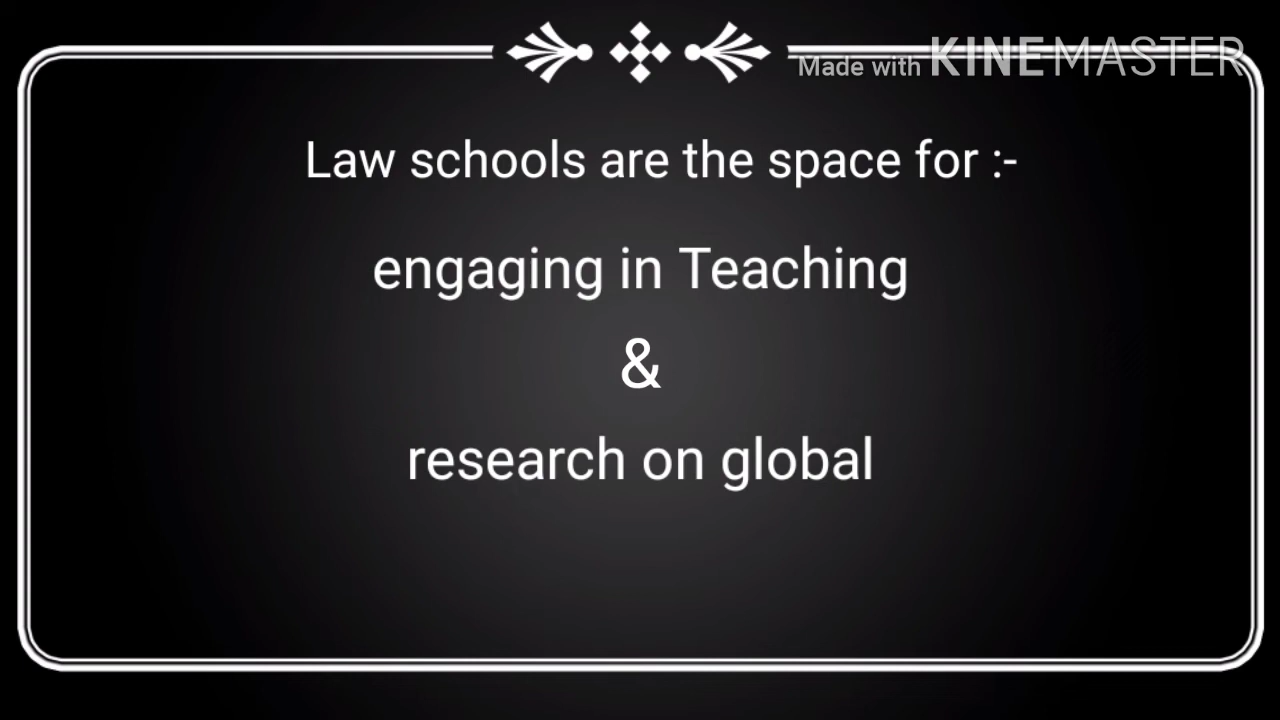 Made with KINEMASTER
Law schools are the space for :-
engaging in Teaching
&
research on global